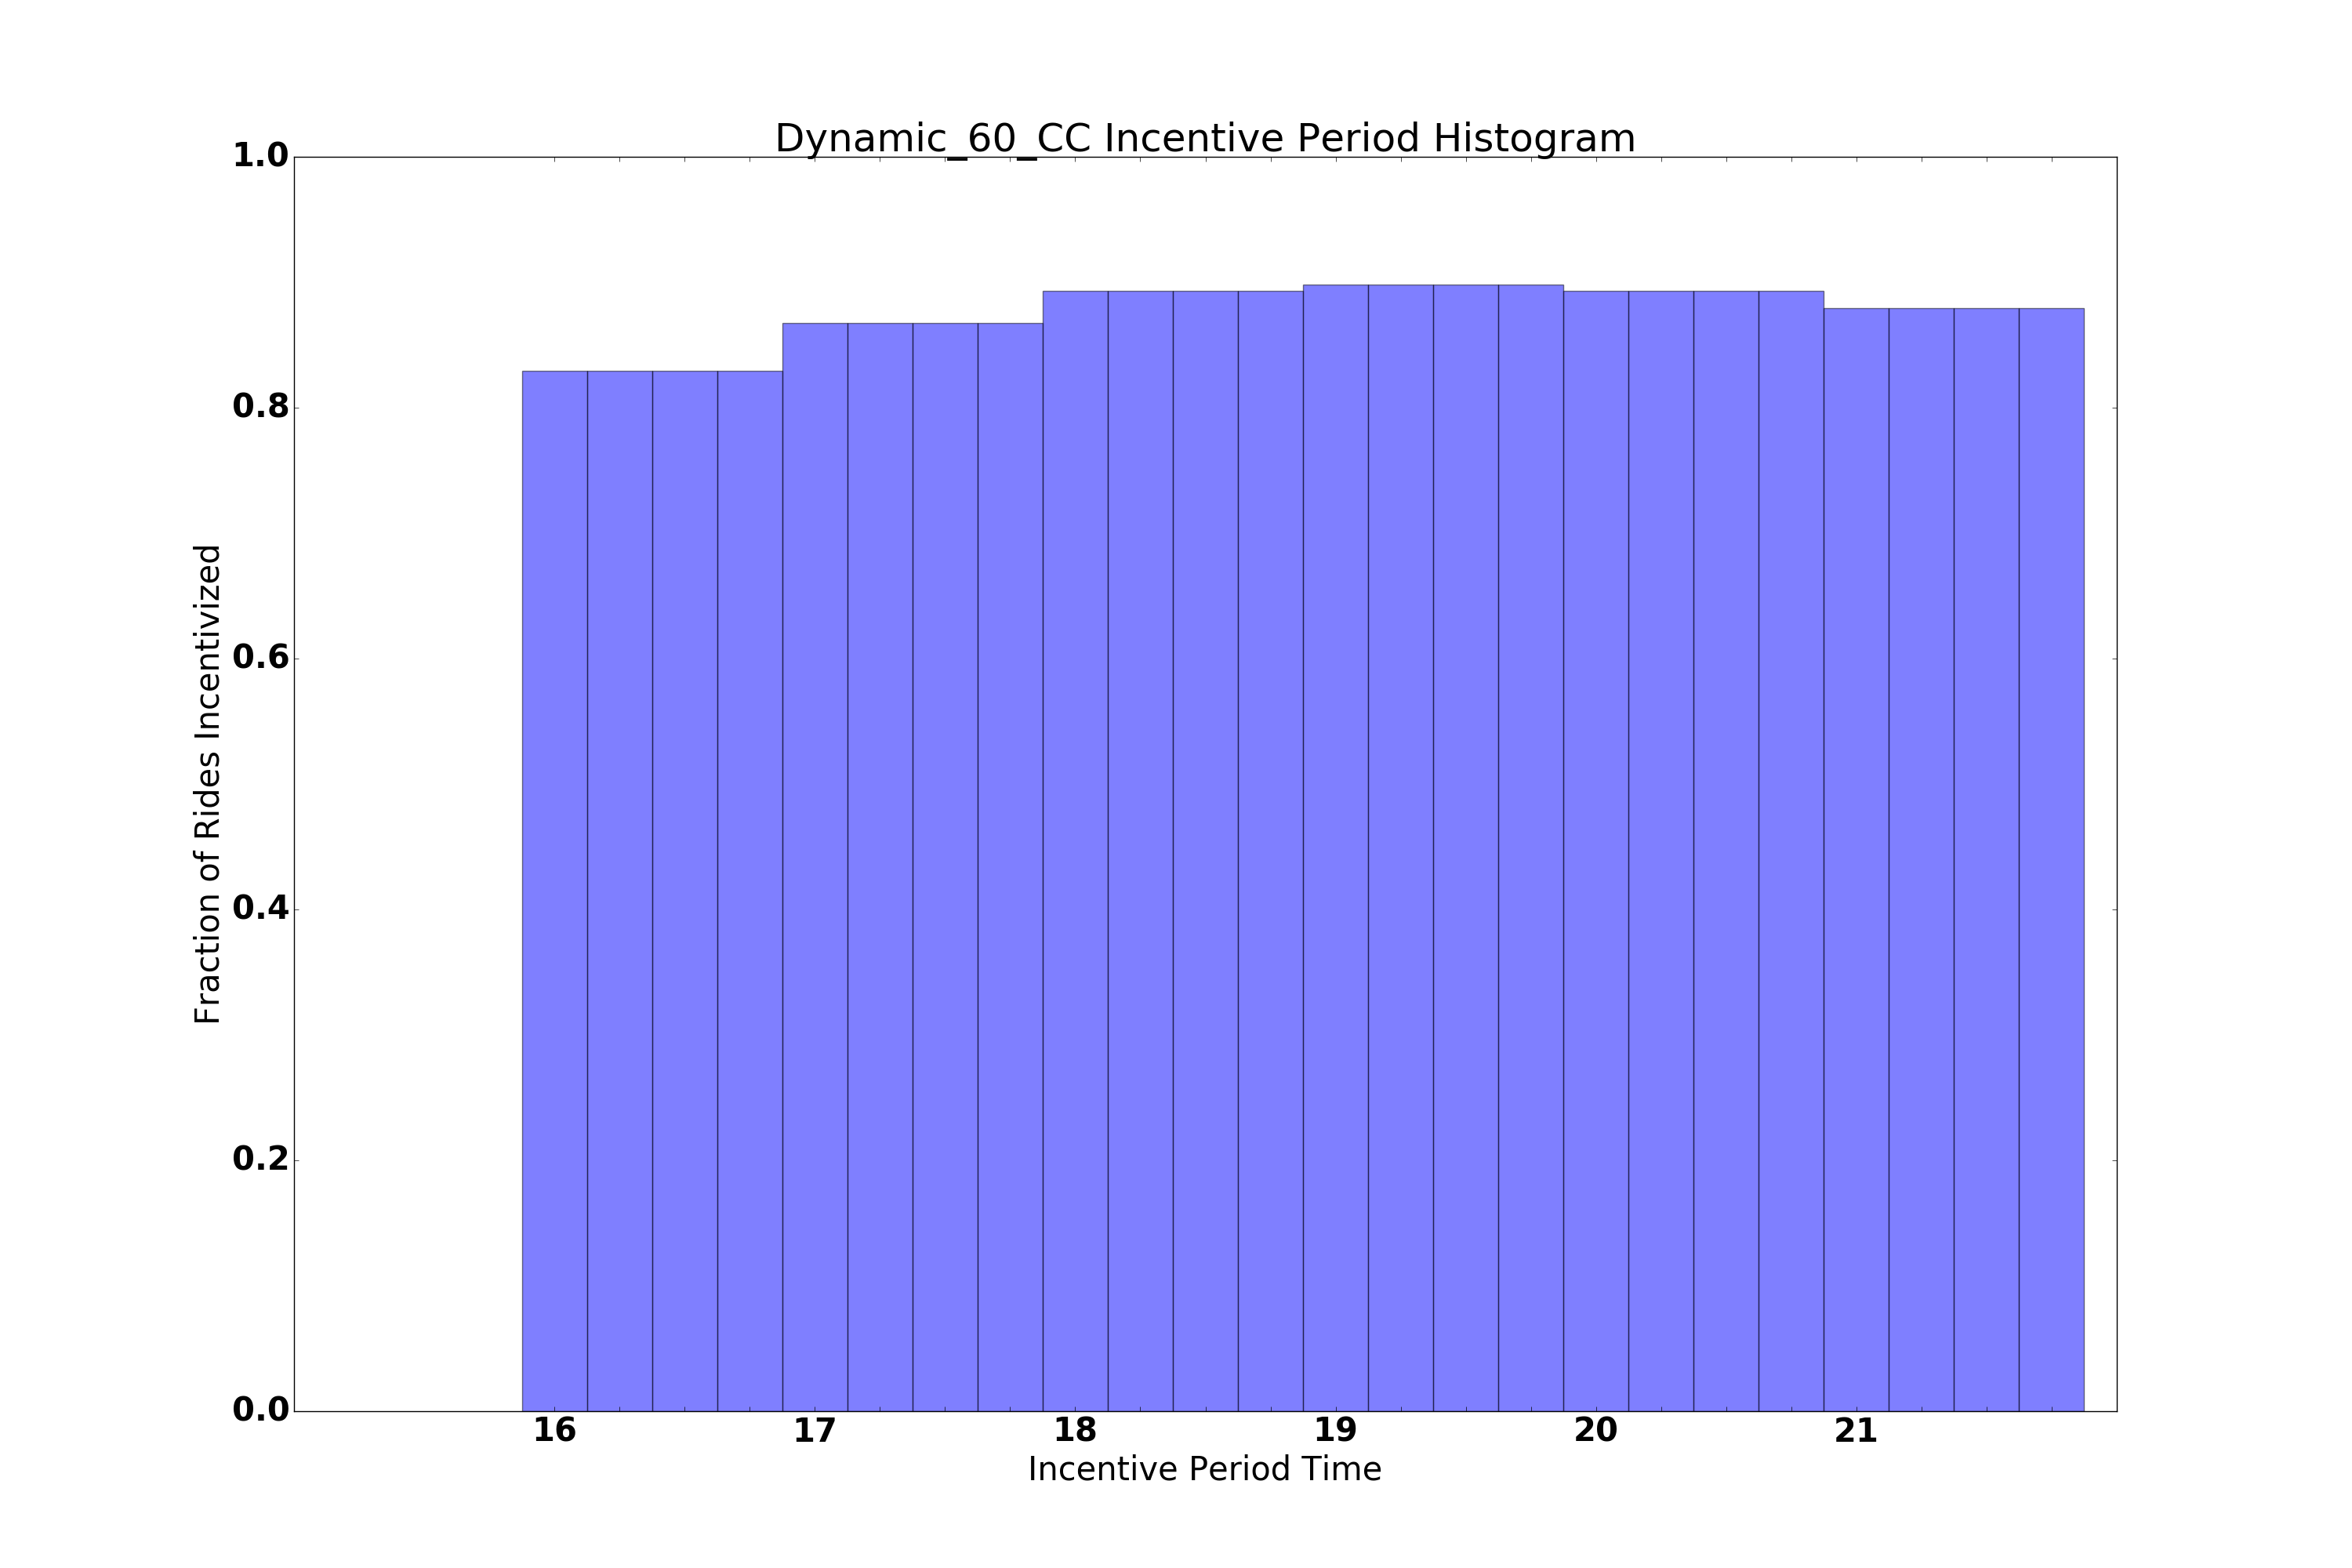 Dynamic_60_CC Incentive Period Histogram
1.0
0.8
0.6
0.4
0.2
0.0
Fraction of Rides Incentivized
16 17 18 19 20 21
Incentive Period Time